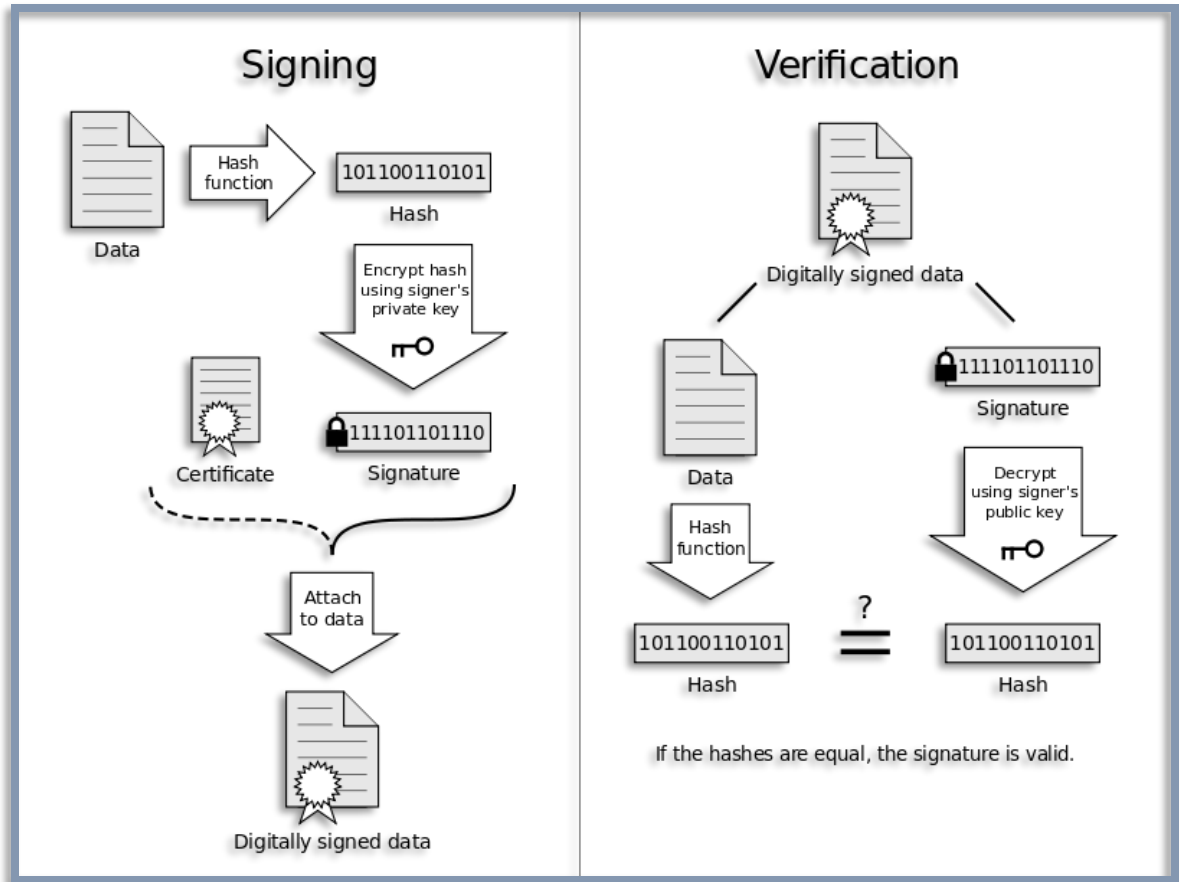 Signing
Hash
function
101100110101
Hash
Data
Encrypt hash
using signer's
private key
111101101110
Certificate
Signature
Attach
to data
Digitally signed data
Verification
Digitally signed data
111101101110
Signature
Data
Decrypt
using signer's
public key
Hash
function
?
=
101100110101
101100110101
Hash
Hash
If the hashes are equal, the signature is valid.